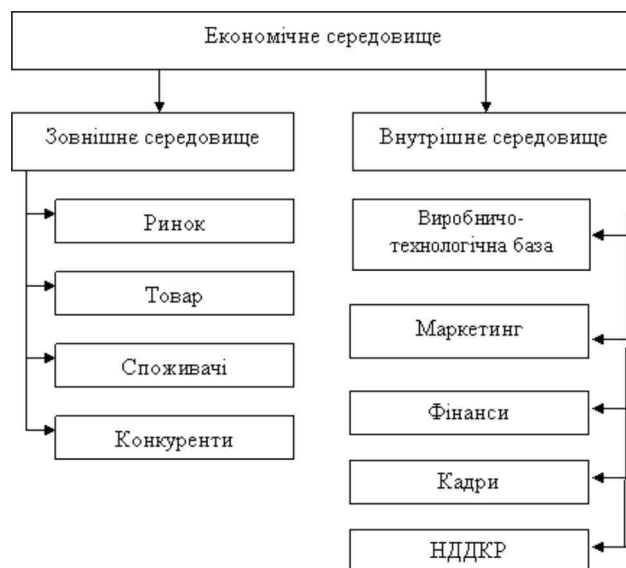 Економічне середовище
Зовнішнє середовище
Ринок
Товар
Споживачі
Конкуренти
Внутрішнє середовище
Виробничо-
технологічна база
Маркетинг
Фінанси
Кадри
НДДКР